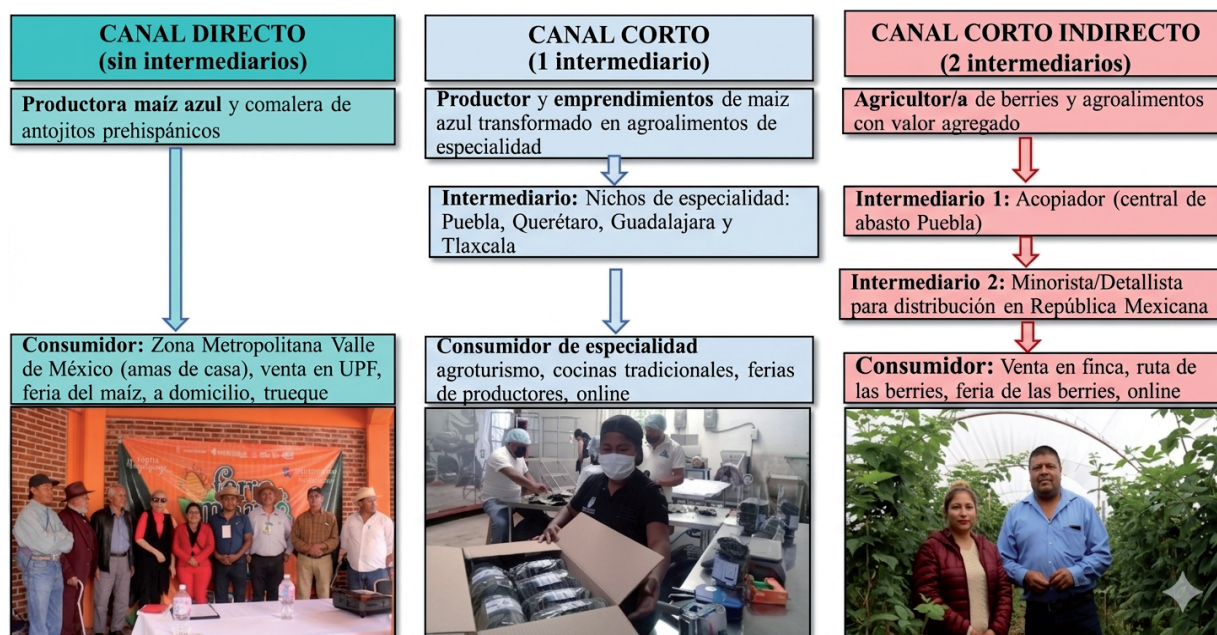 CANAL DIRECTO
(sin intermediarios)
Productora maíz azul y comalera de
antojitos prehispánicos
Consumidor: Zona Metropolitana Valle
de México (amas de casa), venta en UPF,
feria del maíz, a domicilio, trueque
CANAL CORTO
(1 intermediario)
Productor y emprendimientos de maiz
azul transformado en agroalimentos de
especialidad
Intermediario: Nichos de especialidad:
Puebla, Querétaro, Guadalajara y
Tlaxcala
Consumidor de especialidad
agroturismo, cocinas tradicionales, ferias
de productores, online
CANAL CORTO INDIRECTO
(2 intermediarios)
Agricultor/a de berries y agroalimentos
con valor agregado
Intermediario 1: Acopiador (central de
abasto Puebla)
Intermediario 2: Minorista/Detallista
para distribución en República Mexicana
Consumidor: Venta en finca, ruta de
las berries, feria de las berries, online